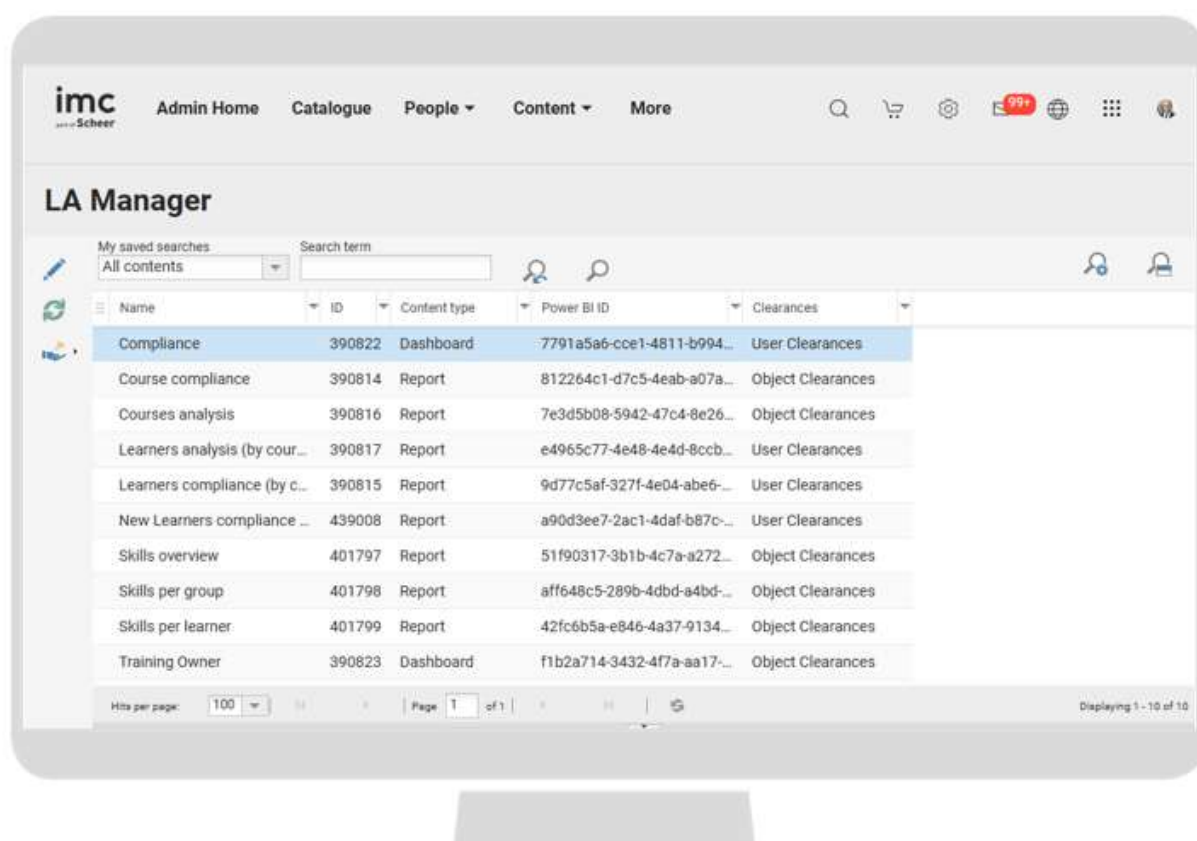 imc
Scheer
Admin Home Catalogue People Content More
99+
LA Manager
My saved searches Search term
All contents
Name ID Content type Power BI ID Clearances
Compliance 390822 Dashboard 7791a5a6-cce1-4811-b994... User Clearances
Course compliance 390814 Report 812264c1-d7c5-4eab-a07a... Object Clearances
Courses analysis 390816 Report 7e3d5b08-5942-47c4-8e26... Object Clearances
Learners analysis (by cour... 390817 Report e4965c77-4e48-4e4d-8ccb... User Clearances
Learners compliance (by c... 390815 Report 9d77c5af-327f-4e04-abe6-... User Clearances
New Learners compliance ... 439008 Report a90d3ee7-2ac1-4daf-b87c-... User Clearances
Skills overview 401797 Report 51f90317-3b1b-4c7a-a272... Object Clearances
Skills per group 401798 Report aff648c5-289b-4dbd-a4bd-... Object Clearances
Skills per learner 401799 Report 42fc6b5a-e846-4a37-9134... Object Clearances
Training Owner 390823 Dashboard f1b2a714-3432-4f7a-aa17-... Object Clearances
Hits per page: 100 Page 1 of 1 Displaying 1 - 10 of 10